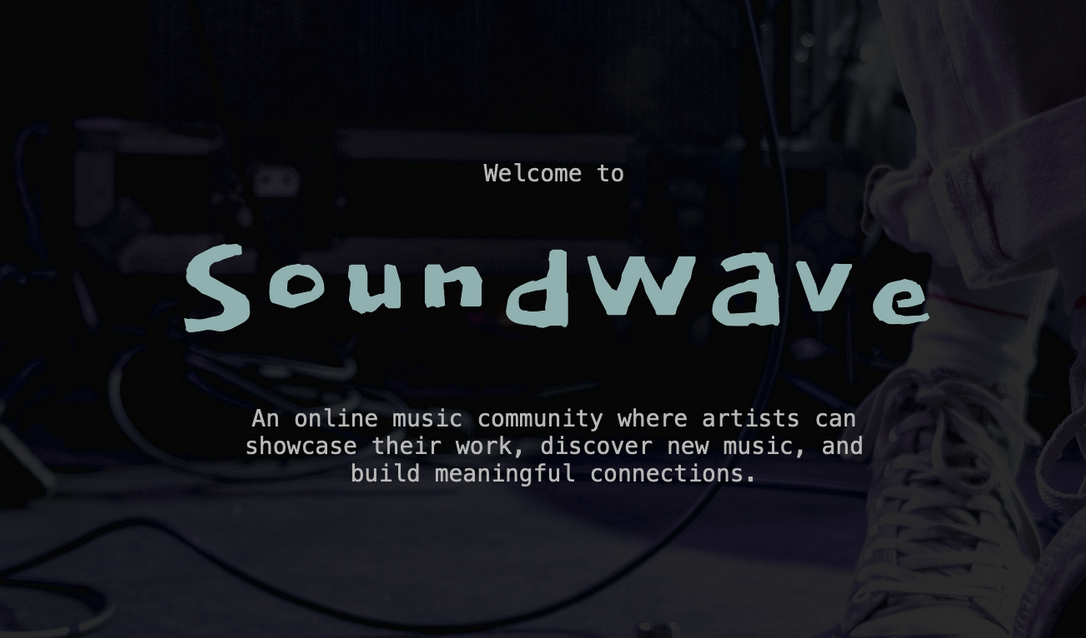 Welcome to
Soundwave
An online music community where artists can
showcase their work, discover new music, and
build meaningful connections.